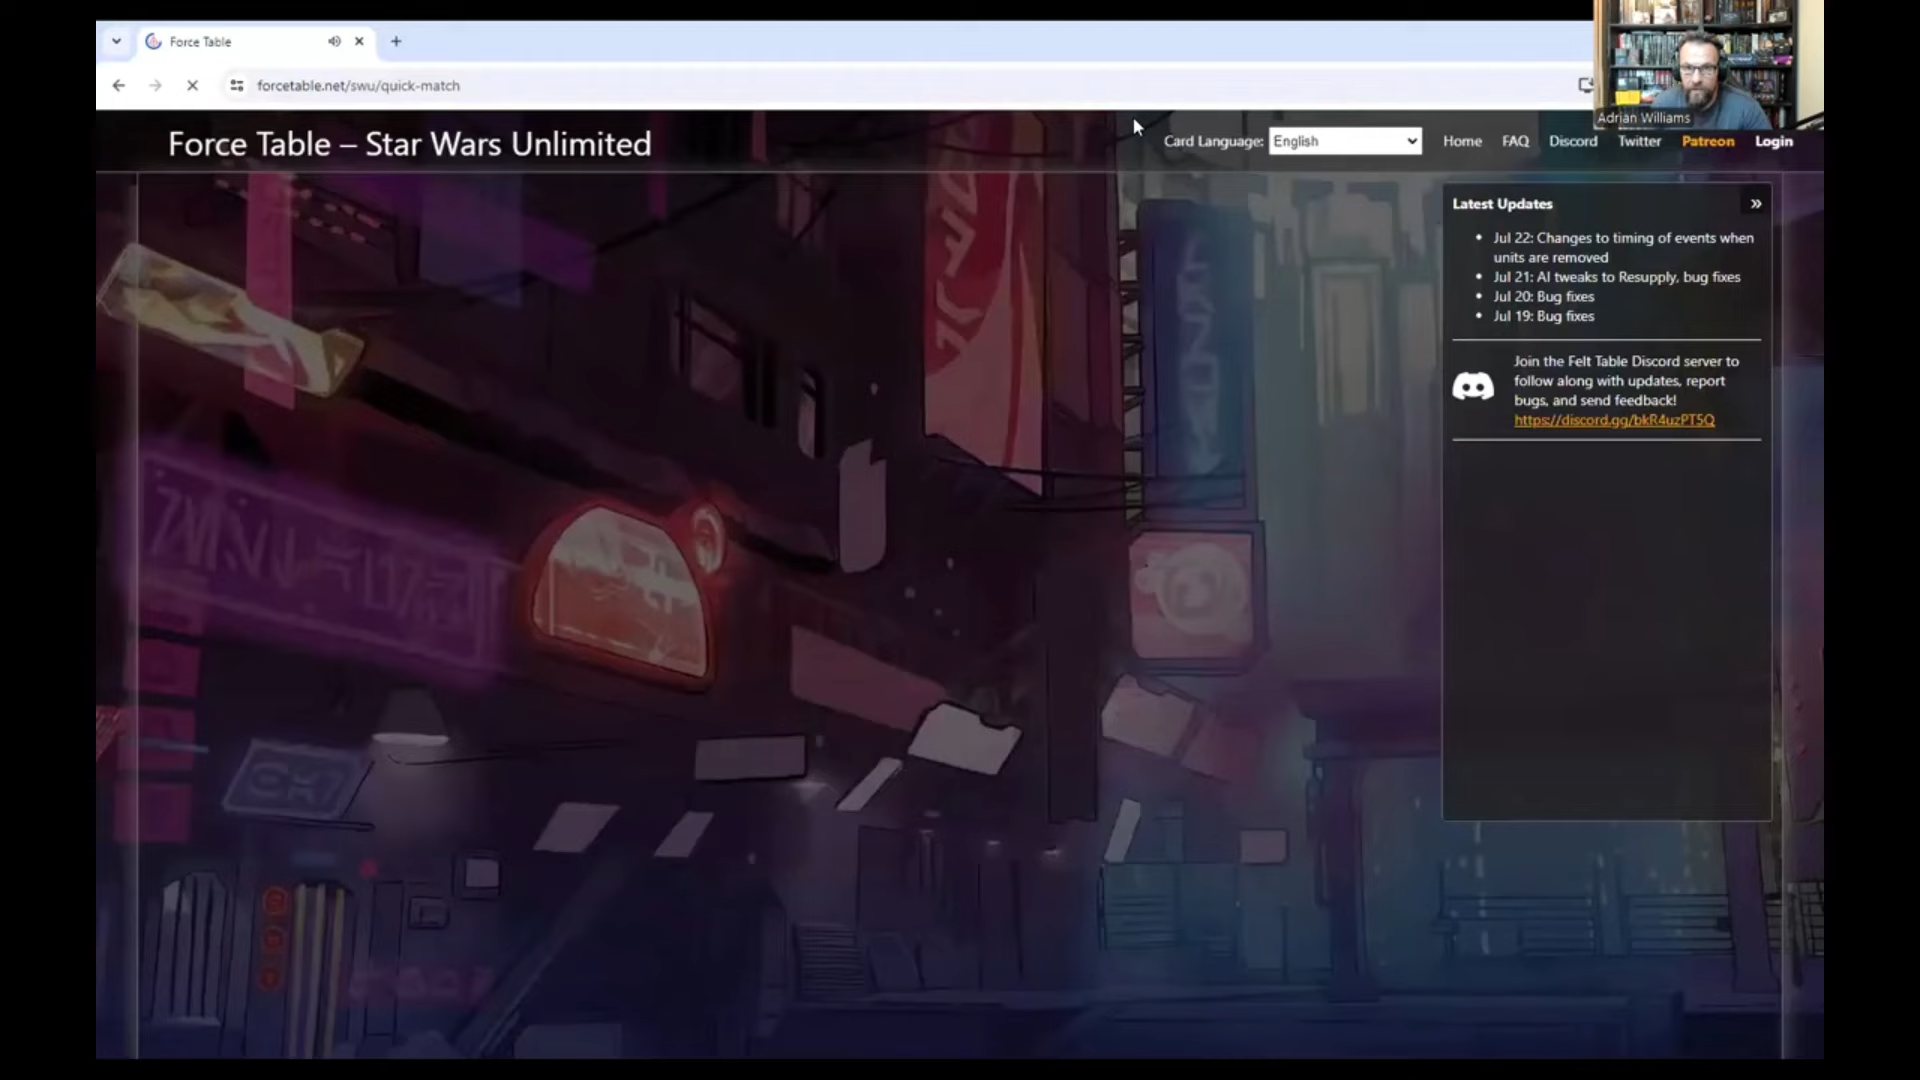 Force Table
forcetable.net/swu/quick-match
Adrian Williams
Force Table – Star Wars Unlimited
Card Language: English
Home FAQ Discord Twitter Patreon Login
Latest Updates »
• Jul 22: Changes to timing of events when
units are removed
• Jul 21: AI tweaks to Resupply, bug fixes
• Jul 20: Bug fixes
• Jul 19: Bug fixes
Join the Felt Table Discord server to
follow along with updates, report
bugs, and send feedback!
https://discord.gg/bkR4uzPT5Q